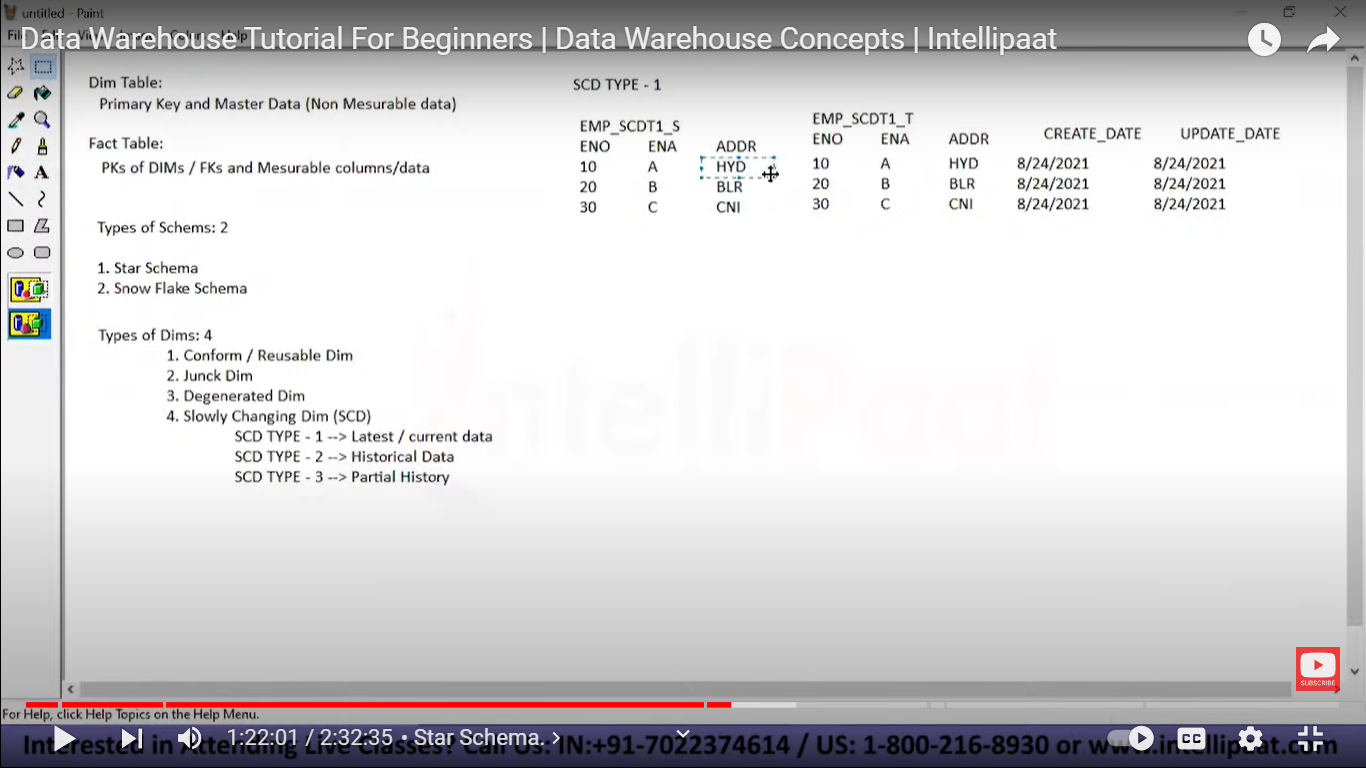 untitled - Paint
Data Warehouse Tutorial For Beginners | Data Warehouse Concepts | Intellipaat
Dim Table:
Primary Key and Master Data (Non Mesurable data)
Fact Table:
PKs of DIMs / FKs and Mesurable columns/data
Types of Schems: 2
1. Star Schema
2. Snow Flake Schema
Types of Dims: 4
1. Conform / Reusable Dim
2. Junck Dim
3. Degenerated Dim
4. Slowly Changing Dim (SCD)
SCD TYPE - 1 --> Latest / current data
SCD TYPE - 2 --> Historical Data
SCD TYPE - 3 --> Partial History
SCD TYPE - 1
EMP_SCDT1_S
ENO ENA ADDR
10 A HYD
20 B BLR
30 C CNI
EMP_SCDT1_T
ENO ENA ADDR CREATE_DATE UPDATE_DATE
10 A HYD 8/24/2021 8/24/2021
20 B BLR 8/24/2021 8/24/2021
30 C CNI 8/24/2021 8/24/2021
IntelliPaat
SUBSCRIBE
For Help, click Help Topics on the Help Menu.
Interested in Attending Live Classes? Call Us: IN:+91-7022374614 / US: 1-800-216-8930 or www.intellipaat.com
1:22:01 / 2:32:35 • Star Schema. >
CC